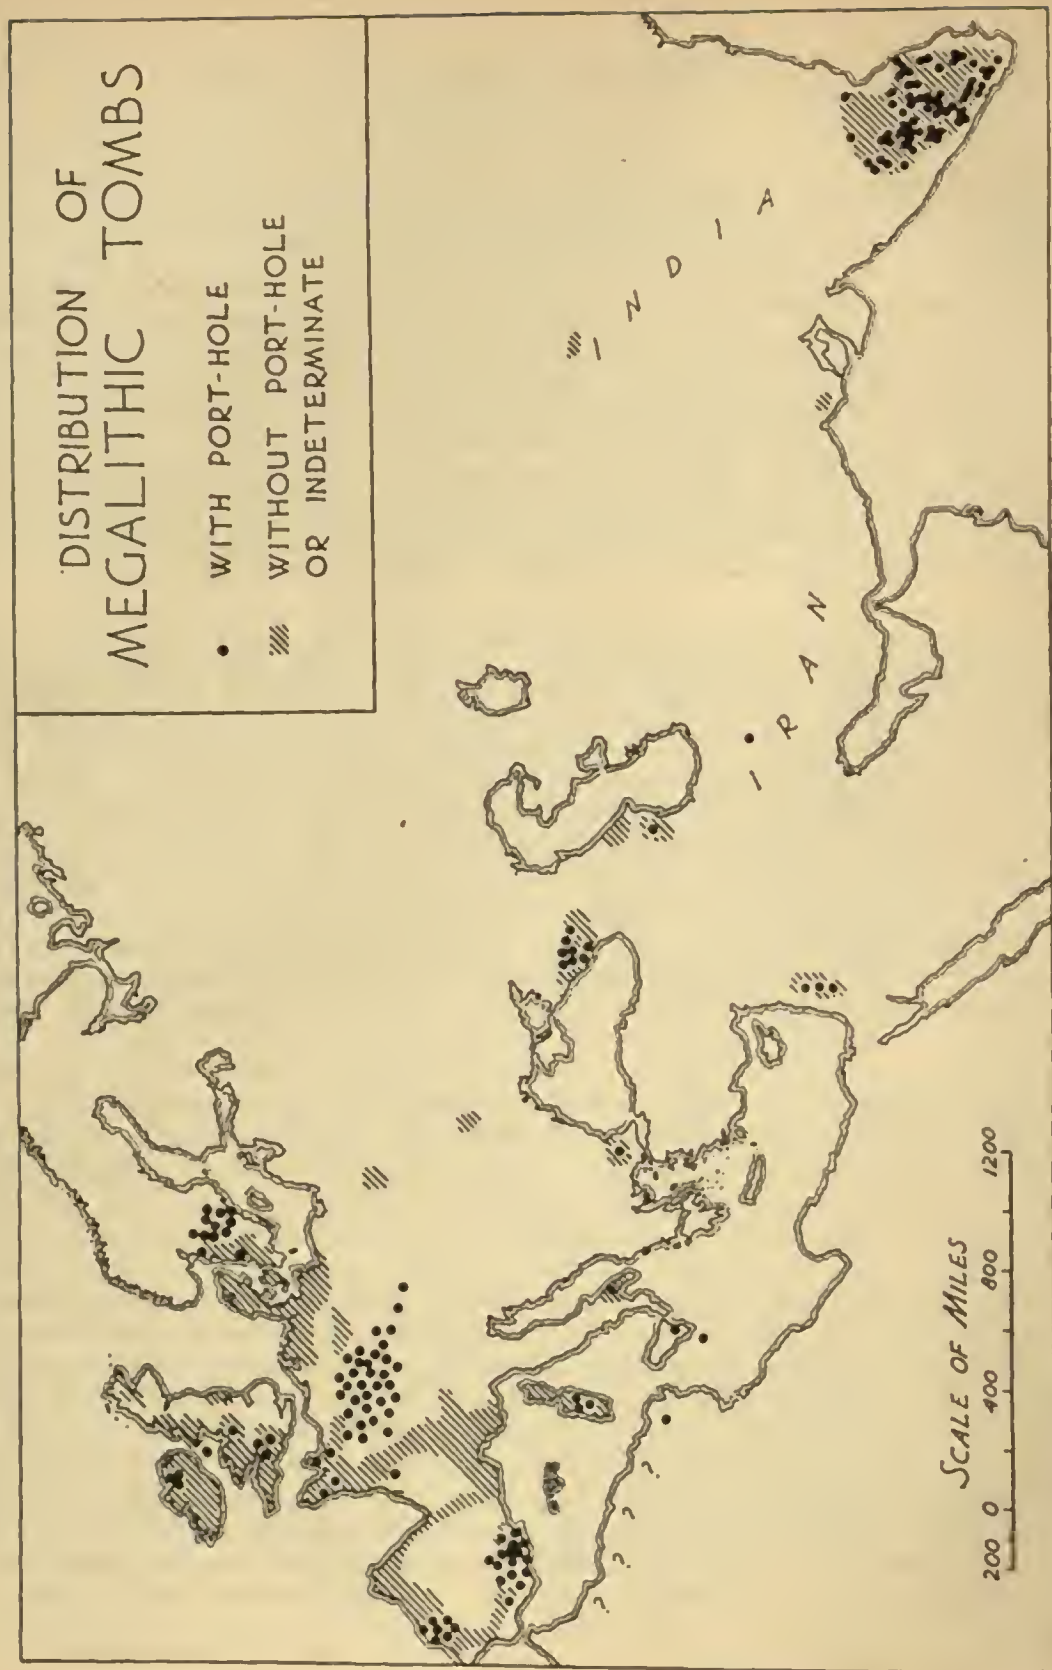 DISTRIBUTION OF
MEGALITHIC TOMBS
WITH PORT-HOLE
WITHOUT PORT-HOLE
OR INDETERMINATE
INDIA
IRAN
? ? ? ?
SCALE OF MILES
200 0 400 800 1200